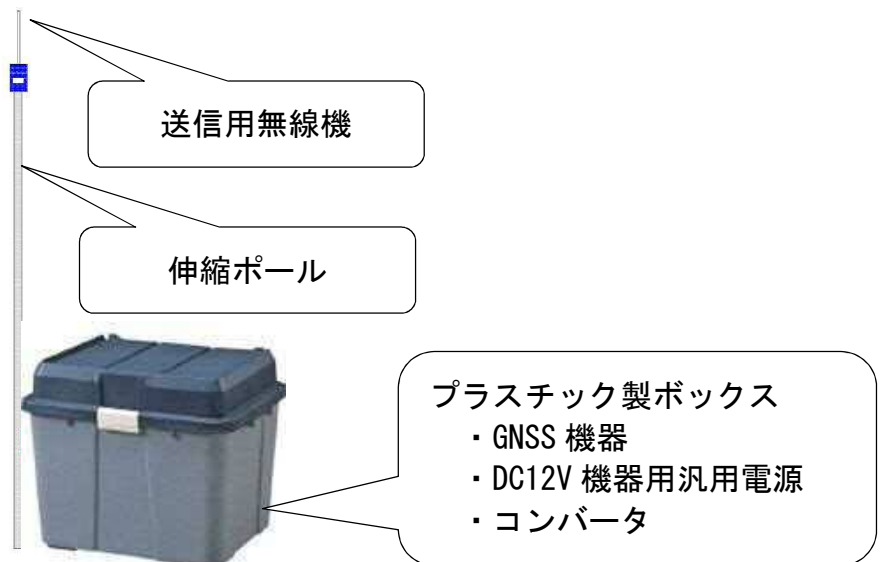 送信用無線機
伸縮ポール
プラスチック製ボックス
・GNSS 機器
・DC12V 機器用汎用電源
・コンバータ